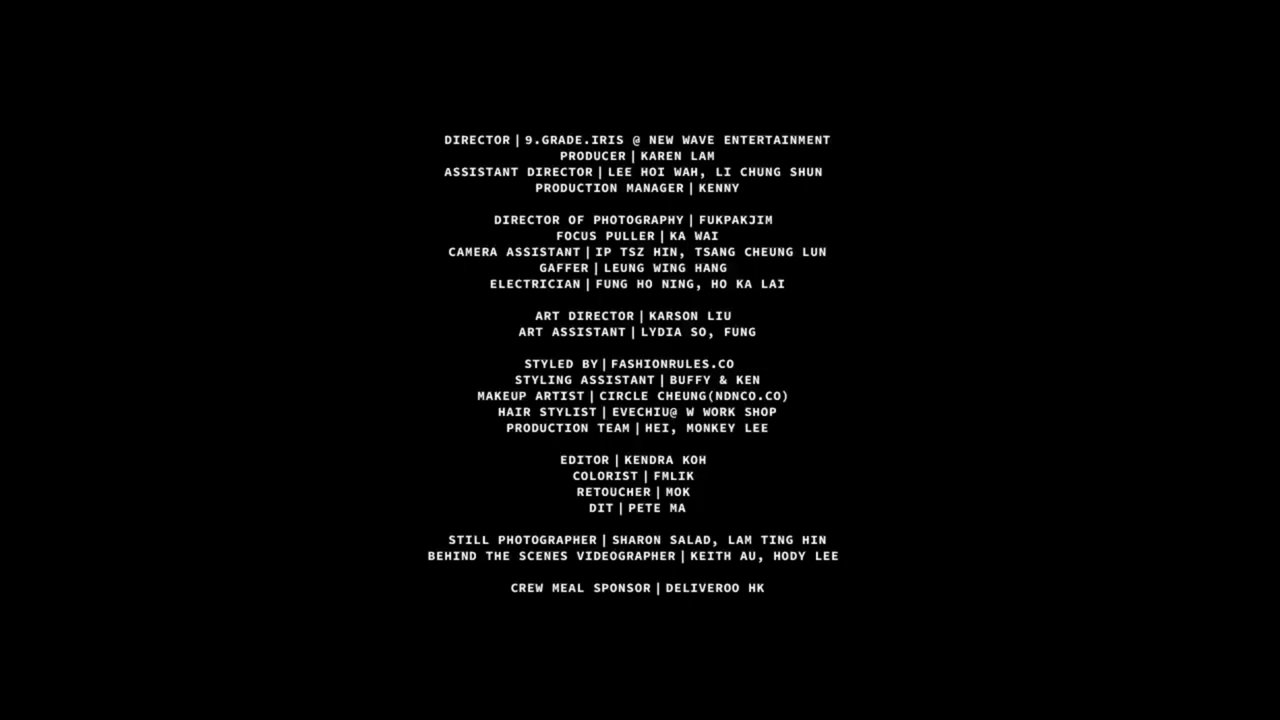 DIRECTOR | 9.GRADE.IRIS @ NEW WAVE ENTERTAINMENT
PRODUCER | KAREN LAM
ASSISTANT DIRECTOR | LEE HOI WAH, LI CHUNG SHUN
PRODUCTION MANAGER | KENNY
DIRECTOR OF PHOTOGRAPHY | FUKPAKJIM
FOCUS PULLER | KA WAI
CAMERA ASSISTANT | IP TSZ HIN, TSANG CHEUNG LUN
GAFFER | LEUNG WING HANG
ELECTRICIAN | FUNG HO NING, HO KA LAI
ART DIRECTOR | KARSON LIU
ART ASSISTANT | LYDIA SO, FUNG
STYLED BY | FASHIONRULES.CO
STYLING ASSISTANT | BUFFY & KEN
MAKEUP ARTIST | CIRCLE CHEUNG(NDNCO.CO)
HAIR STYLIST | EVECHIU@ W WORK SHOP
PRODUCTION TEAM | HEI, MONKEY LEE
EDITOR | KENDRA KOH
COLORIST | FMLIK
RETOUCHER | MOK
DIT | PETE MA
STILL PHOTOGRAPHER | SHARON SALAD, LAM TING HIN
BEHIND THE SCENES VIDEOGRAPHER | KEITH AU, HODY LEE
CREW MEAL SPONSOR | DELIVEROO HK